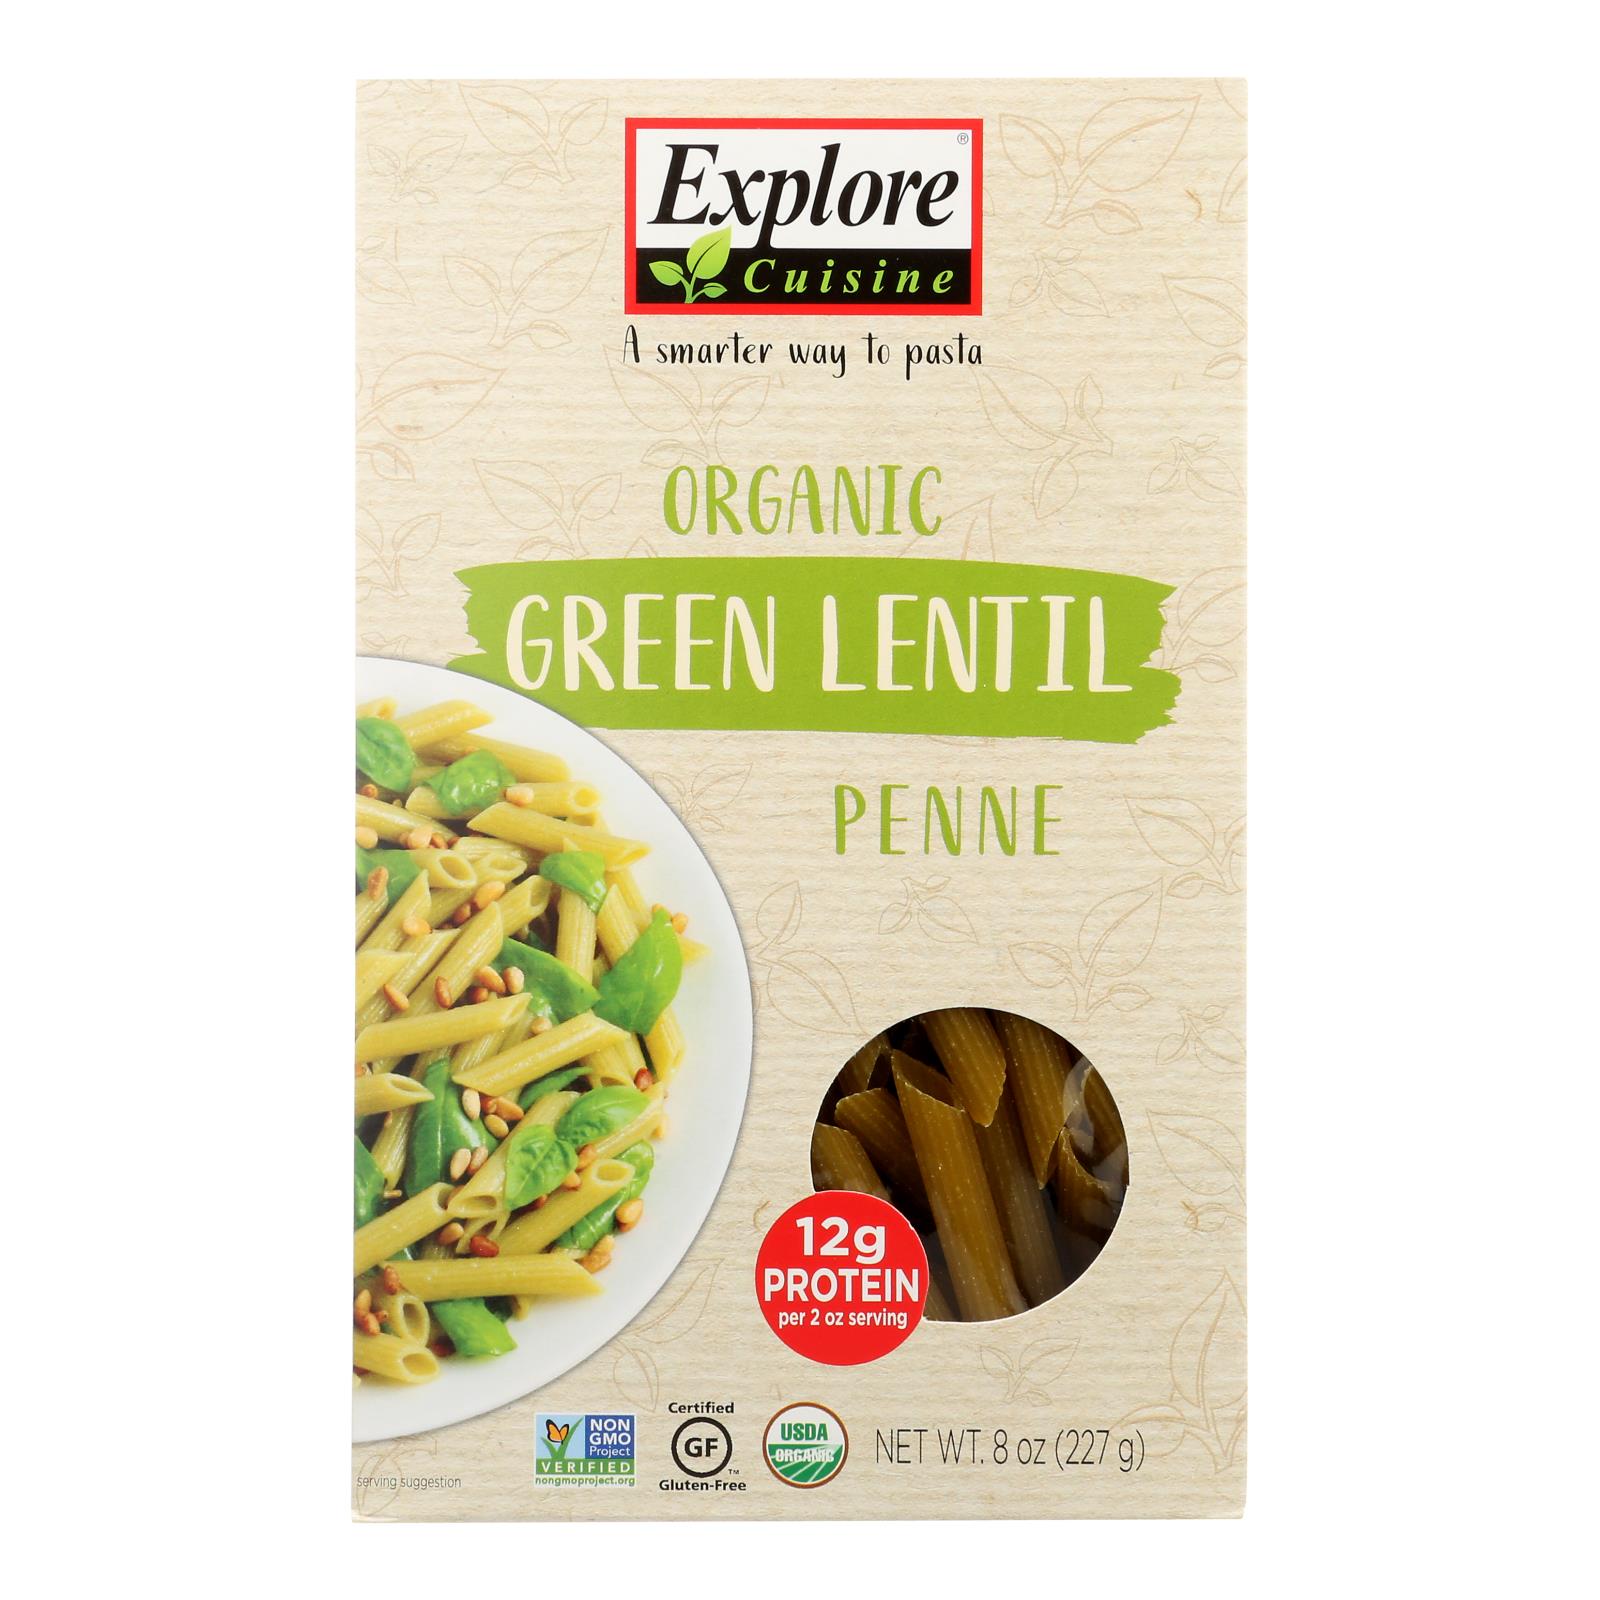 Explore®
Cuisine
A smarter way to pasta
ORGANIC
GREEN LENTIL
PENNE
12g
PROTEIN
per 2 oz serving
NON
GMO
Project
VERIFIED
nongmoproject.org
Certified
GF
TM
Gluten-Free
USDA
ORGANIC
NET WT. 8 oz (227 g)
serving suggestion